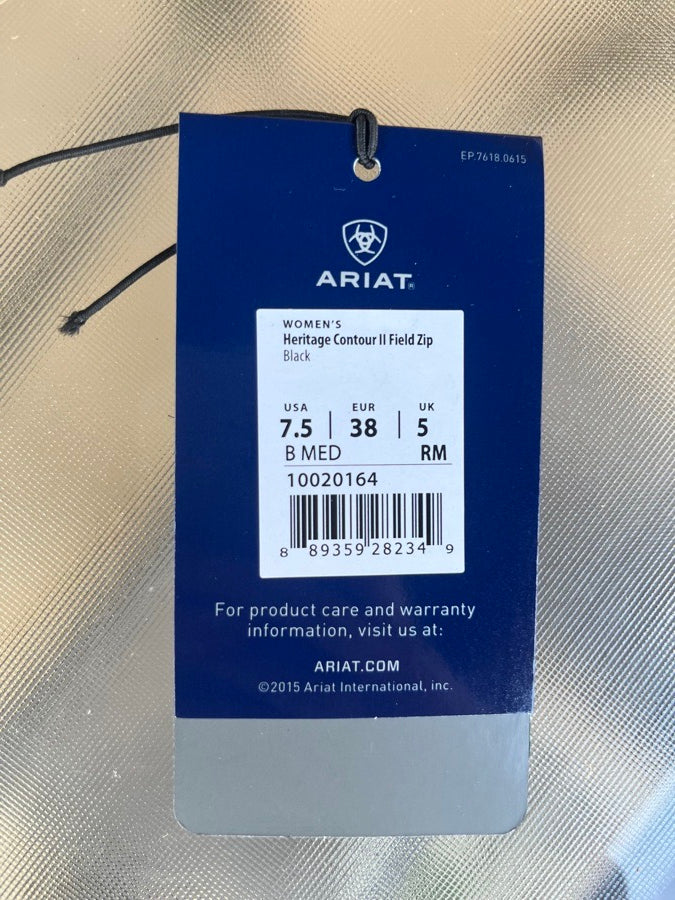 EP.7618.0615
ARIAT®
WOMEN'S
Heritage Contour II Field Zip
Black
USA EUR UK
7.5 | 38 | 5
B MED RM
10020164
8 89359 28234 9
For product care and warranty
information, visit us at:
ARIAT.COM
©2015 Ariat International, inc.